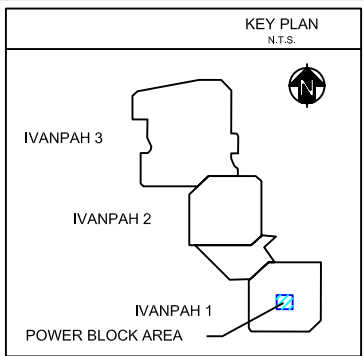 KEY PLAN
N.T.S.
N
IVANPAH 3
IVANPAH 2
IVANPAH 1
POWER BLOCK AREA